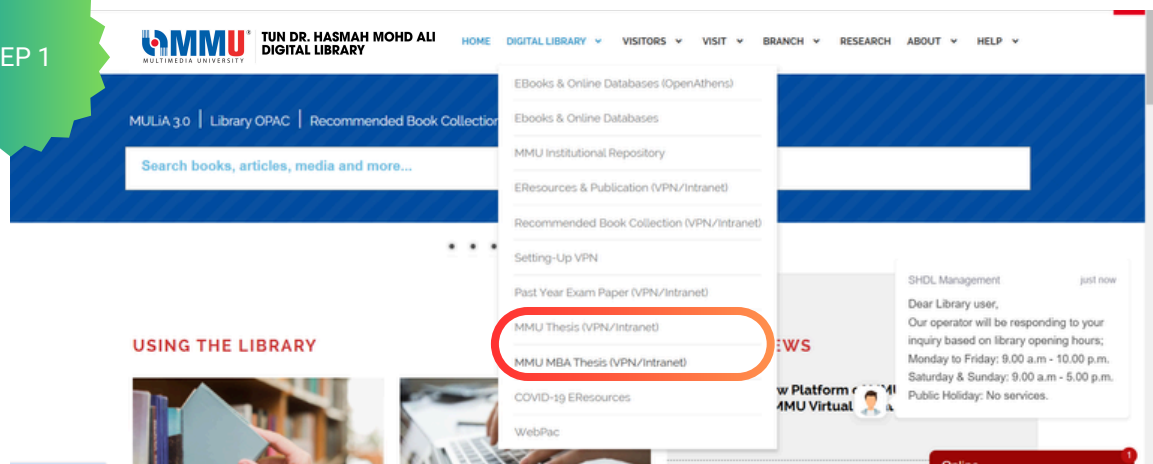 EP 1
MMU
MULTIMEDIA UNIVERSITY
TUN DR. HASMAH MOHD ALI
DIGITAL LIBRARY
HOME DIGITAL LIBRARY VISITORS VISIT BRANCH RESEARCH ABOUT HELP
EBooks & Online Databases (OpenAthens)
Ebooks & Online Databases
MMU Institutional Repository
EResources & Publication (VPN/Intranet)
Recommended Book Collection (VPN/Intranet)
Setting-Up VPN
Past Year Exam Paper (VPN/Intranet)
MMU Thesis (VPN/Intranet)
MMU MBA Thesis (VPN/Intranet)
COVID-19 EResources
WebPac
MULiA 3.0 | Library OPAC | Recommended Book Collection
Search books, articles, media and more...
USING THE LIBRARY
EWS
w Platform
MMU Virtual
SHDL Management just now
Dear Library user,
Our operator will be responding to your
inquiry based on library opening hours;
Monday to Friday: 9.00 a.m - 10.00 p.m.
Saturday & Sunday: 9.00 a.m - 5.00 p.m.
Public Holiday: No services.
Online
1